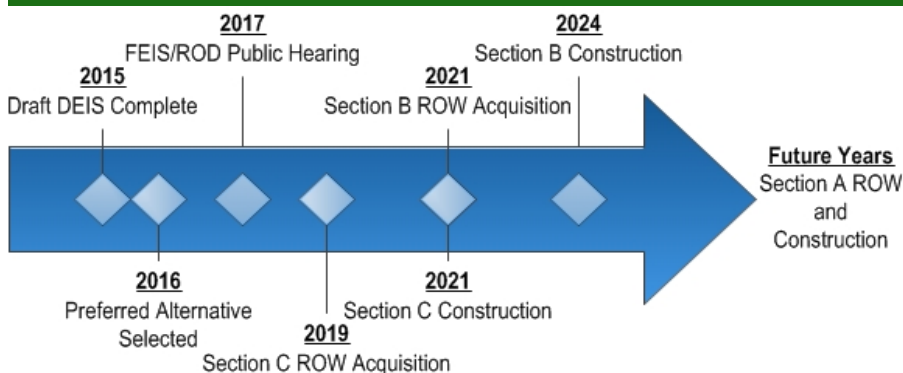 2015
Draft DEIS Complete
2016
Preferred Alternative
Selected
2017
FEIS/ROD Public Hearing
2019
Section C ROW Acquisition
2021
Section B ROW Acquisition
2021
Section C Construction
2024
Section B Construction
Future Years
Section A ROW
and
Construction